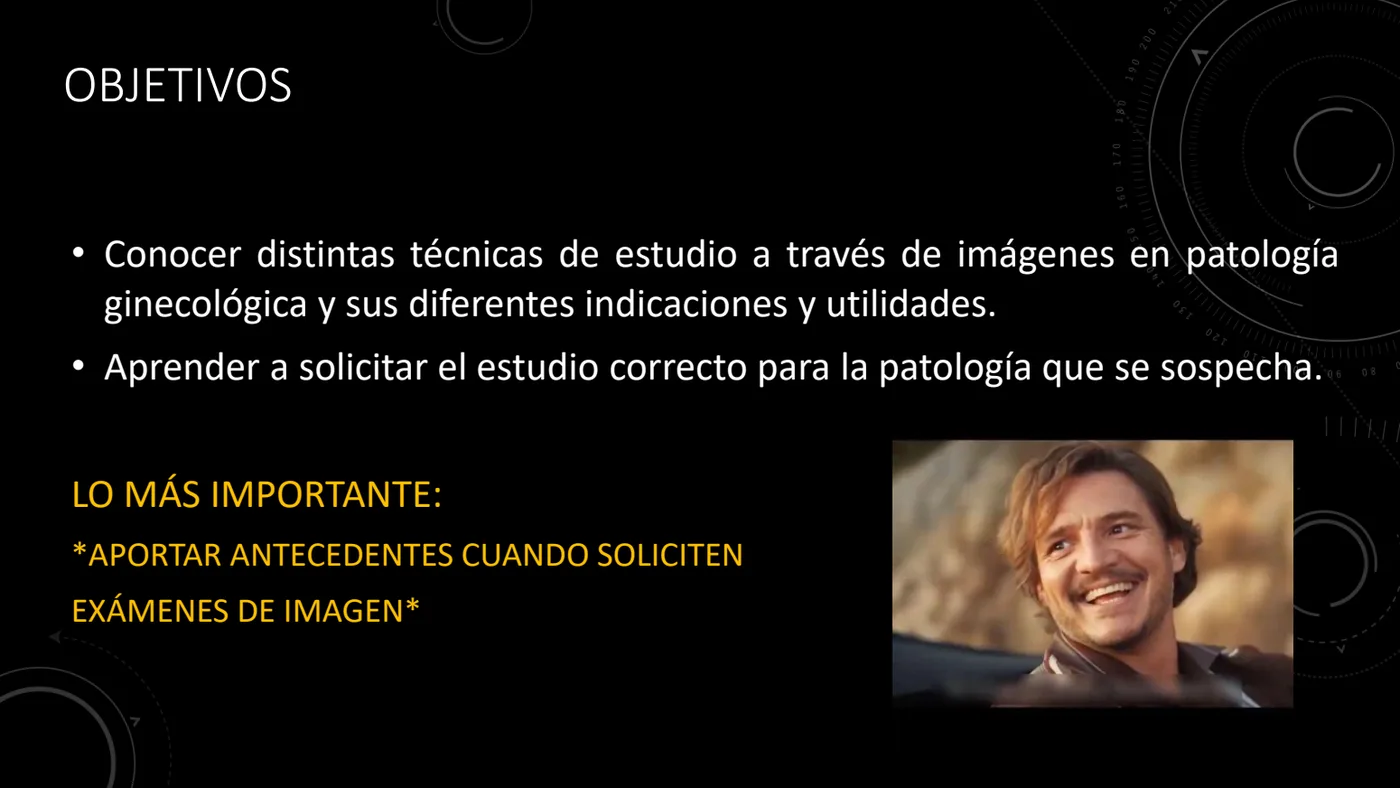 OBJETIVOS
• Conocer distintas técnicas de estudio a través de imágenes en patología
ginecológica y sus diferentes indicaciones y utilidades.
• Aprender a solicitar el estudio correcto para la patología que se sospecha.
LO MÁS IMPORTANTE:
*APORTAR ANTECEDENTES CUANDO SOLICITEN
EXÁMENES DE IMAGEN*